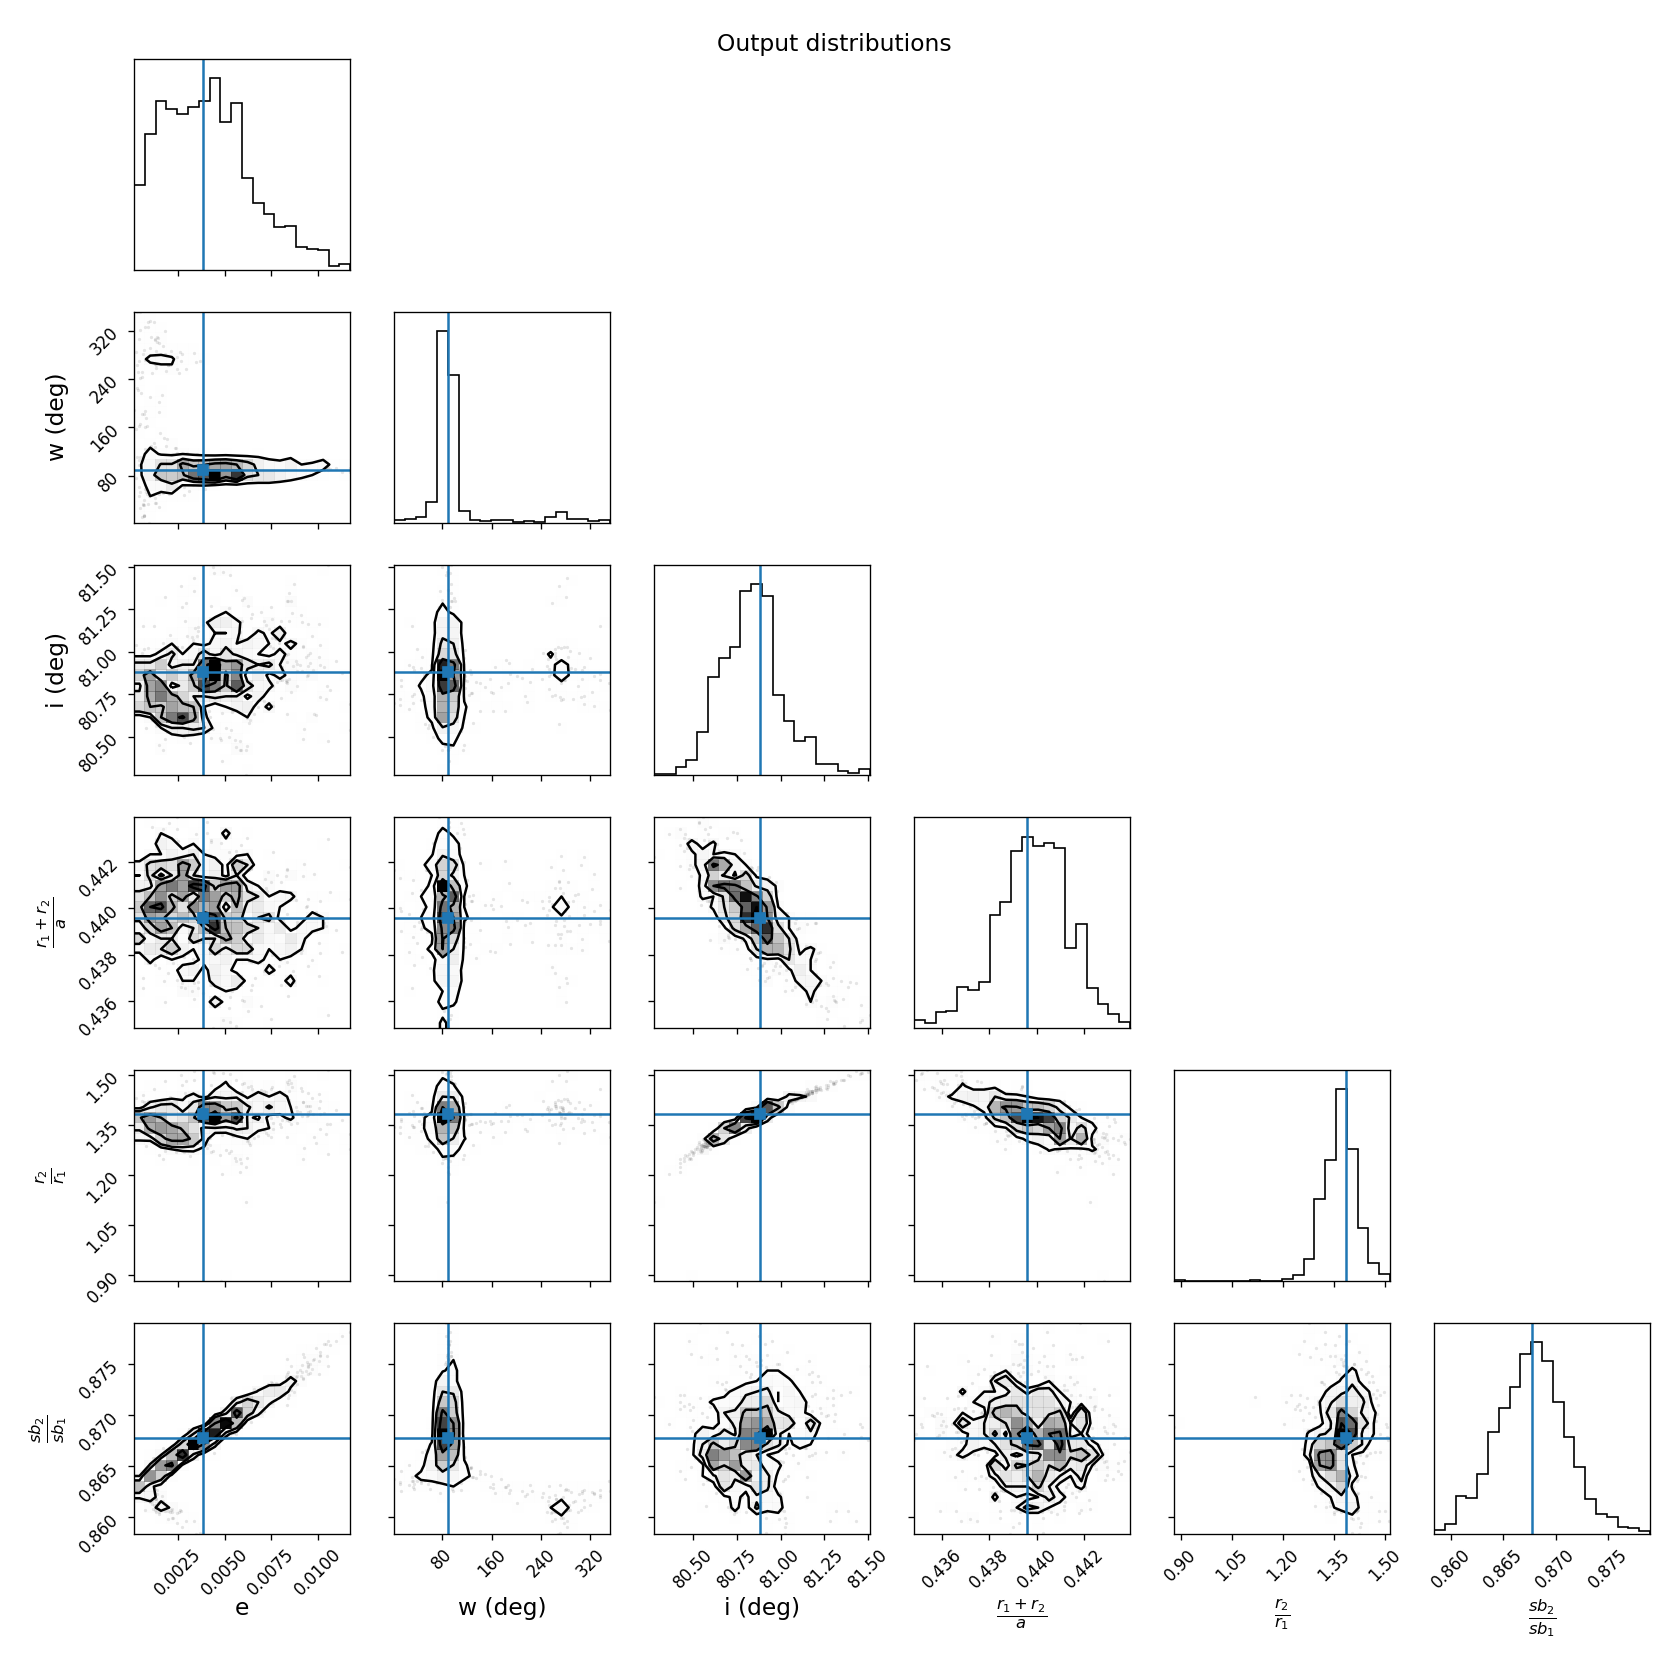 Output distributions
w (deg)
320
240
160
80
i (deg)
81.50
81.25
81.00
80.75
80.50
r₁ + r₂ / a
0.442
0.440
0.438
0.436
r₂ / r₁
1.50
1.35
1.20
1.05
0.90
sb₂ / sb₁
0.875
0.870
0.865
0.860
0.0025 0.0050 0.0075 0.0100
e
80 160 240 320
w (deg)
80.50 80.75 81.00 81.25 81.50
i (deg)
0.436 0.438 0.440 0.442
r₁ + r₂ / a
0.90 1.05 1.20 1.35 1.50
r₂ / r₁
0.860 0.865 0.870 0.875
sb₂ / sb₁